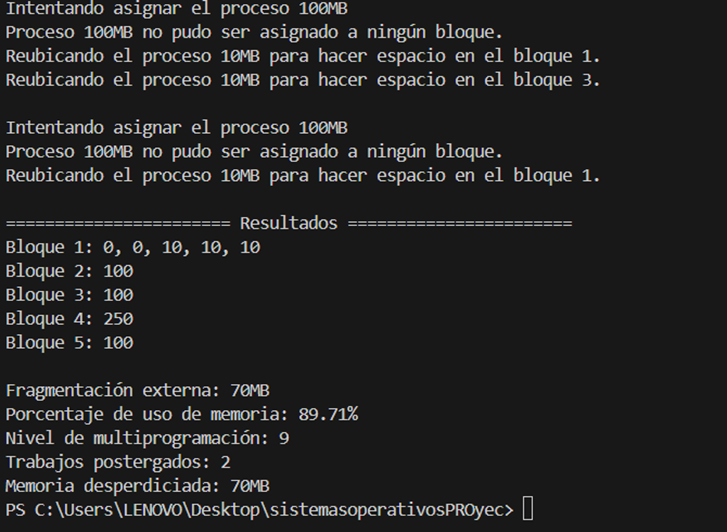 Intentando asignar el proceso 100MB
Proceso 100MB no pudo ser asignado a ningún bloque.
Reubicando el proceso 10MB para hacer espacio en el bloque 1.
Reubicando el proceso 10MB para hacer espacio en el bloque 3.
Intentando asignar el proceso 100MB
Proceso 100MB no pudo ser asignado a ningún bloque.
Reubicando el proceso 10MB para hacer espacio en el bloque 1.
======================= Resultados =======================
Bloque 1: 0, 0, 10, 10, 10
Bloque 2: 100
Bloque 3: 100
Bloque 4: 250
Bloque 5: 100
Fragmentación externa: 70MB
Porcentaje de uso de memoria: 89.71%
Nivel de multiprogramación: 9
Trabajos postergados: 2
Memoria desperdiciada: 70MB
PS C:\Users\LENOVO\Desktop\sistemasoperativosPROyec>